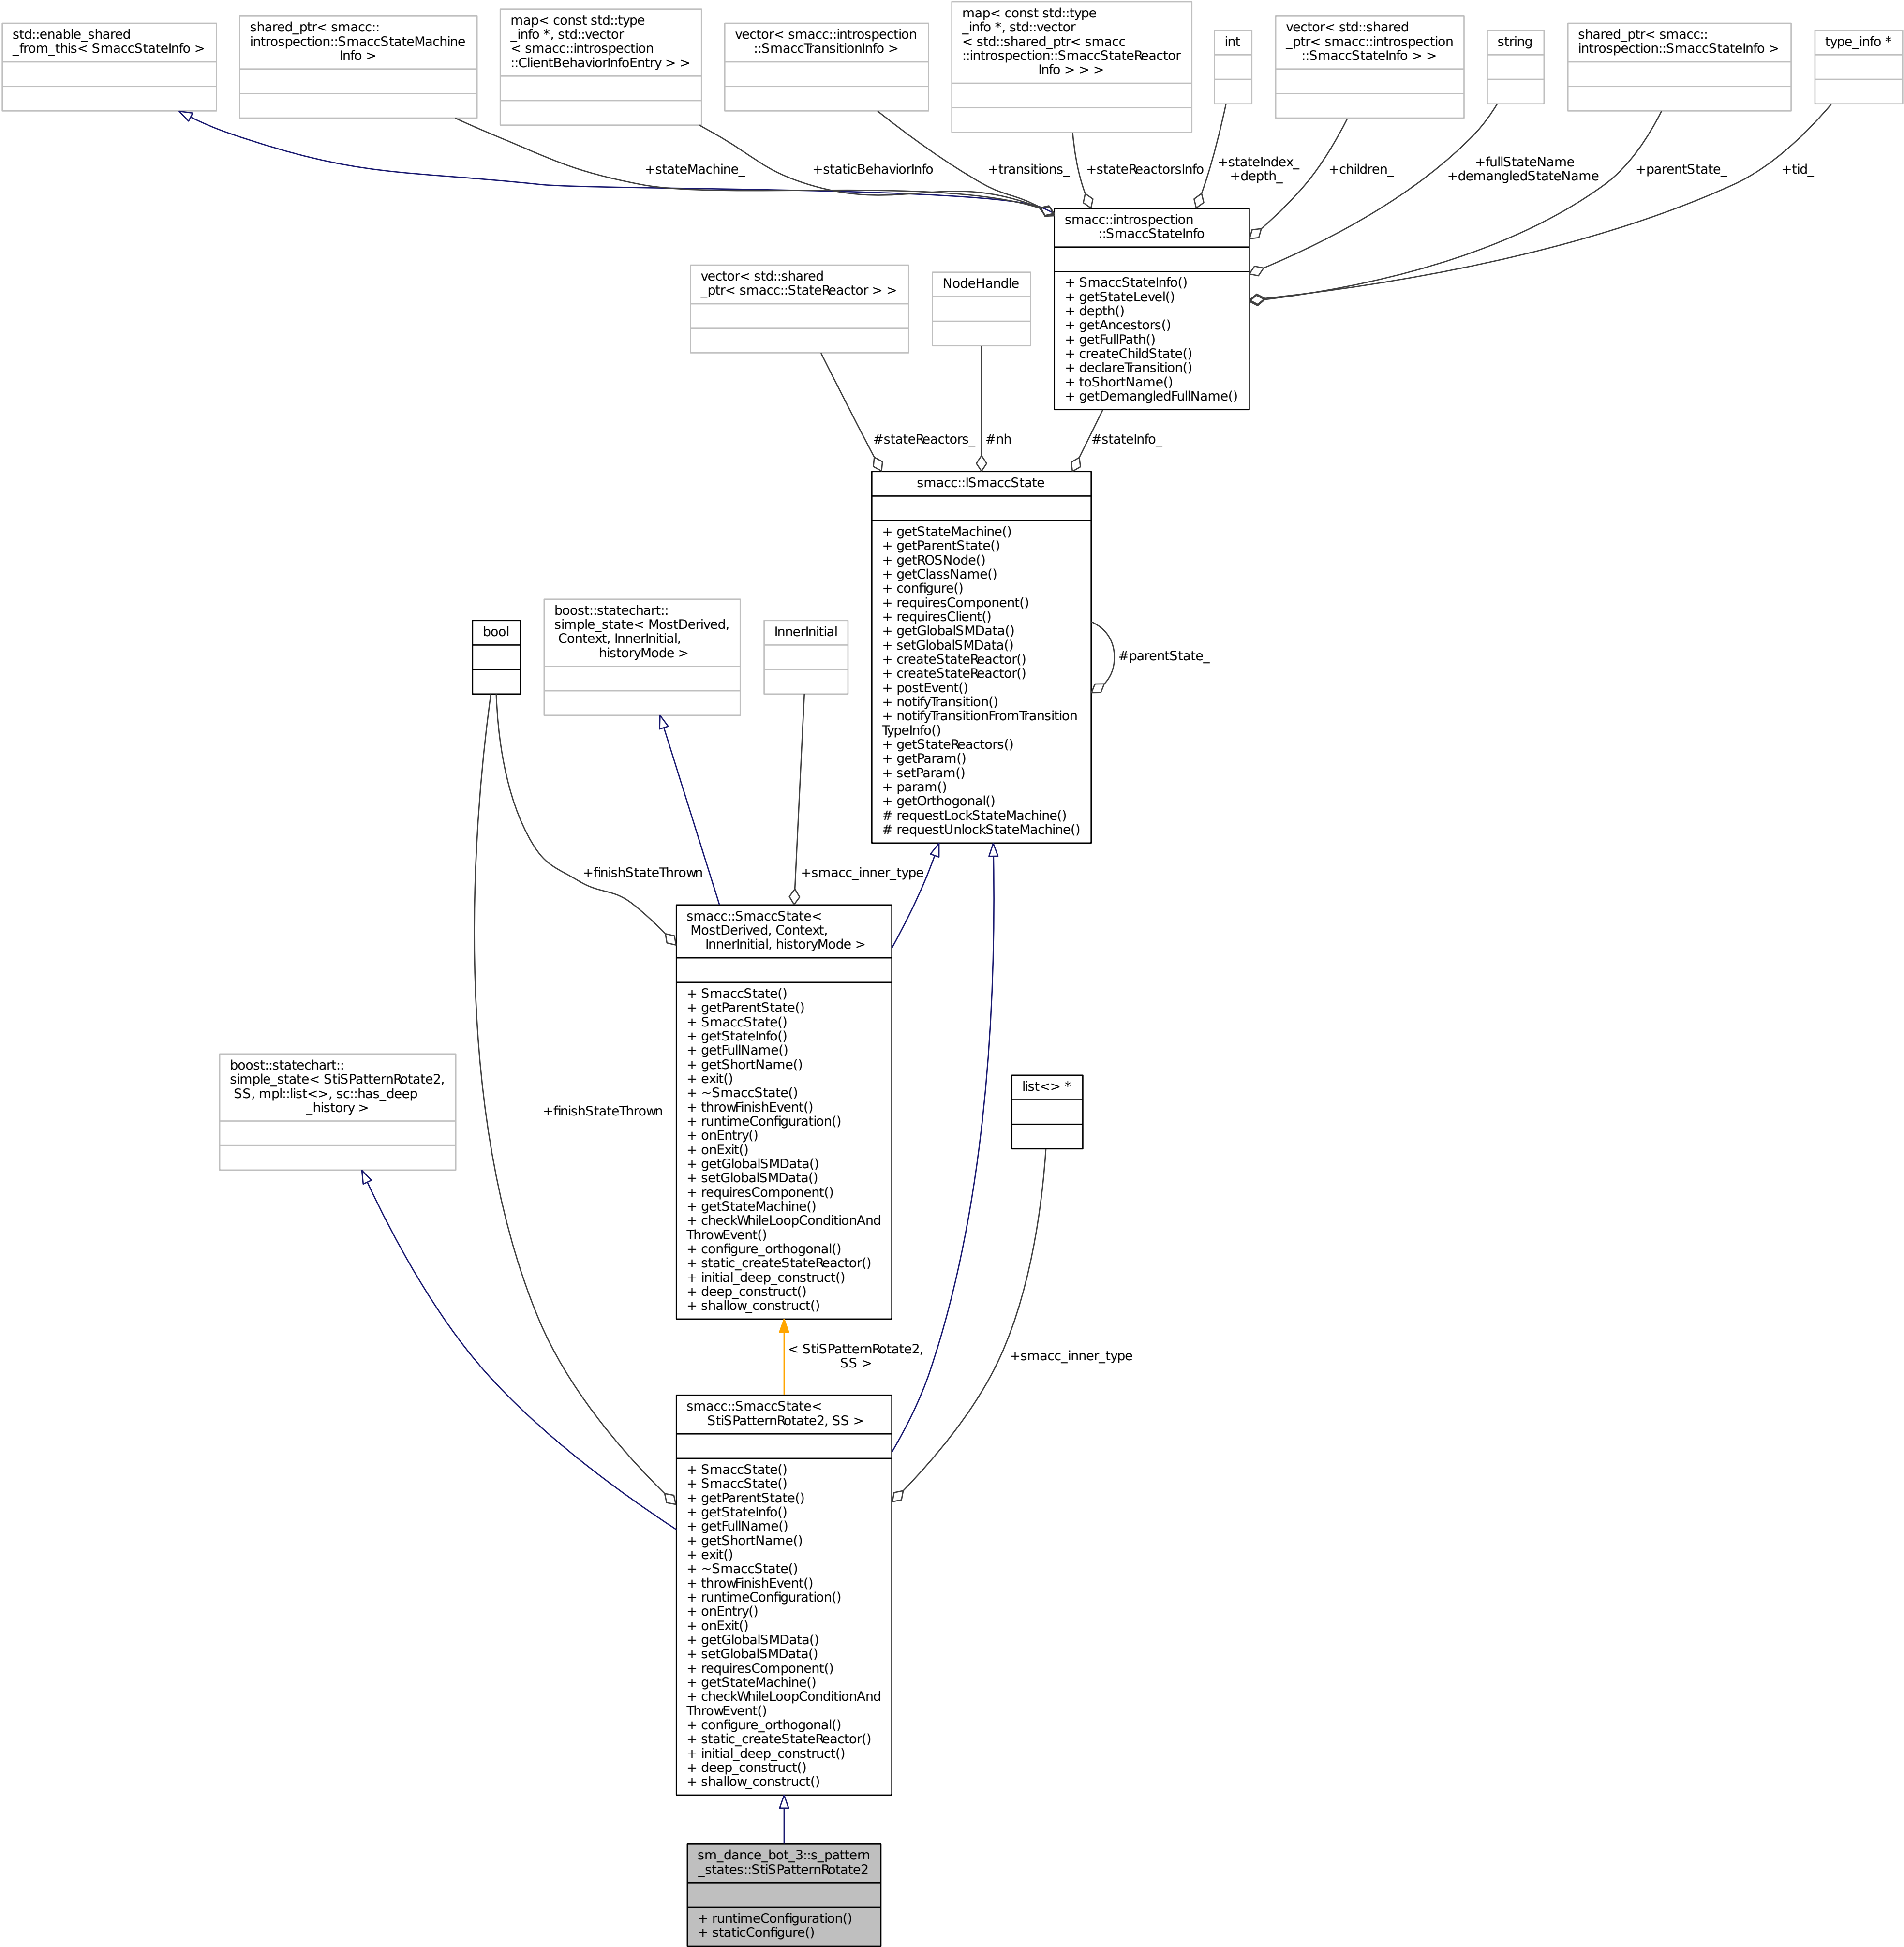 std::enable_shared
_from_this< SmaccStateInfo >
shared_ptr< smacc::
introspection::SmaccStateMachine
Info >
map< const std::type
_info *, std::vector
< smacc::introspection
::ClientBehaviorInfoEntry > >
vector< smacc::introspection
::SmaccTransitionInfo >
map< const std::type
_info *, std::vector
< std::shared_ptr< smacc
::introspection::SmaccStateReactor
Info > > >
int
vector< std::shared
_ptr< smacc::introspection
::SmaccStateInfo > >
string
shared_ptr< smacc::
introspection::SmaccStateInfo >
type_info *
+stateMachine_
+staticBehaviorInfo
+transitions_
+stateReactorsInfo
+stateIndex_
+depth_
+children_
+fullStateName
+demangledStateName
+parentState_
+tid_
smacc::introspection
::SmaccStateInfo
+ SmaccStateInfo()
+ getStateLevel()
+ depth()
+ getAncestors()
+ getFullPath()
+ createChildState()
+ declareTransition()
+ toShortName()
+ getDemangledFullName()
vector< std::shared
_ptr< smacc::StateReactor > >
NodeHandle
#stateReactors_
#nh
#stateInfo_
smacc::ISmaccState
+ getStateMachine()
+ getParentState()
+ getROSNode()
+ getClassName()
+ configure()
+ requiresComponent()
+ requiresClient()
+ getGlobalSMData()
+ setGlobalSMData()
+ createStateReactor()
+ createStateReactor()
+ postEvent()
+ notifyTransition()
+ notifyTransitionFromTransition
TypeInfo()
+ getStateReactors()
+ getParam()
+ setParam()
+ param()
+ getOrthogonal()
# requestLockStateMachine()
# requestUnlockStateMachine()
#parentState_
bool
boost::statechart::
simple_state< MostDerived,
Context, InnerInitial,
historyMode >
InnerInitial
+finishStateThrown
+smacc_inner_type
smacc::SmaccState<
MostDerived, Context,
InnerInitial, historyMode >
+ SmaccState()
+ getParentState()
+ SmaccState()
+ getStateInfo()
+ getFullName()
+ getShortName()
+ exit()
+ ~SmaccState()
+ throwFinishEvent()
+ runtimeConfiguration()
+ onEntry()
+ onExit()
+ getGlobalSMData()
+ setGlobalSMData()
+ requiresComponent()
+ getStateMachine()
+ checkWhileLoopConditionAnd
ThrowEvent()
+ configure_orthogonal()
+ static_createStateReactor()
+ initial_deep_construct()
+ deep_construct()
+ shallow_construct()
boost::statechart::
simple_state< StiSPatternRotate2,
SS, mpl::list<>, sc::has_deep
_history >
+finishStateThrown
list<> *
< StiSPatternRotate2,
SS >
+smacc_inner_type
smacc::SmaccState<
StiSPatternRotate2, SS >
+ SmaccState()
+ SmaccState()
+ getParentState()
+ getStateInfo()
+ getFullName()
+ getShortName()
+ exit()
+ ~SmaccState()
+ throwFinishEvent()
+ runtimeConfiguration()
+ onEntry()
+ onExit()
+ getGlobalSMData()
+ setGlobalSMData()
+ requiresComponent()
+ getStateMachine()
+ checkWhileLoopConditionAnd
ThrowEvent()
+ configure_orthogonal()
+ static_createStateReactor()
+ initial_deep_construct()
+ deep_construct()
+ shallow_construct()
sm_dance_bot_3::s_pattern
_states::StiSPatternRotate2
+ runtimeConfiguration()
+ staticConfigure()